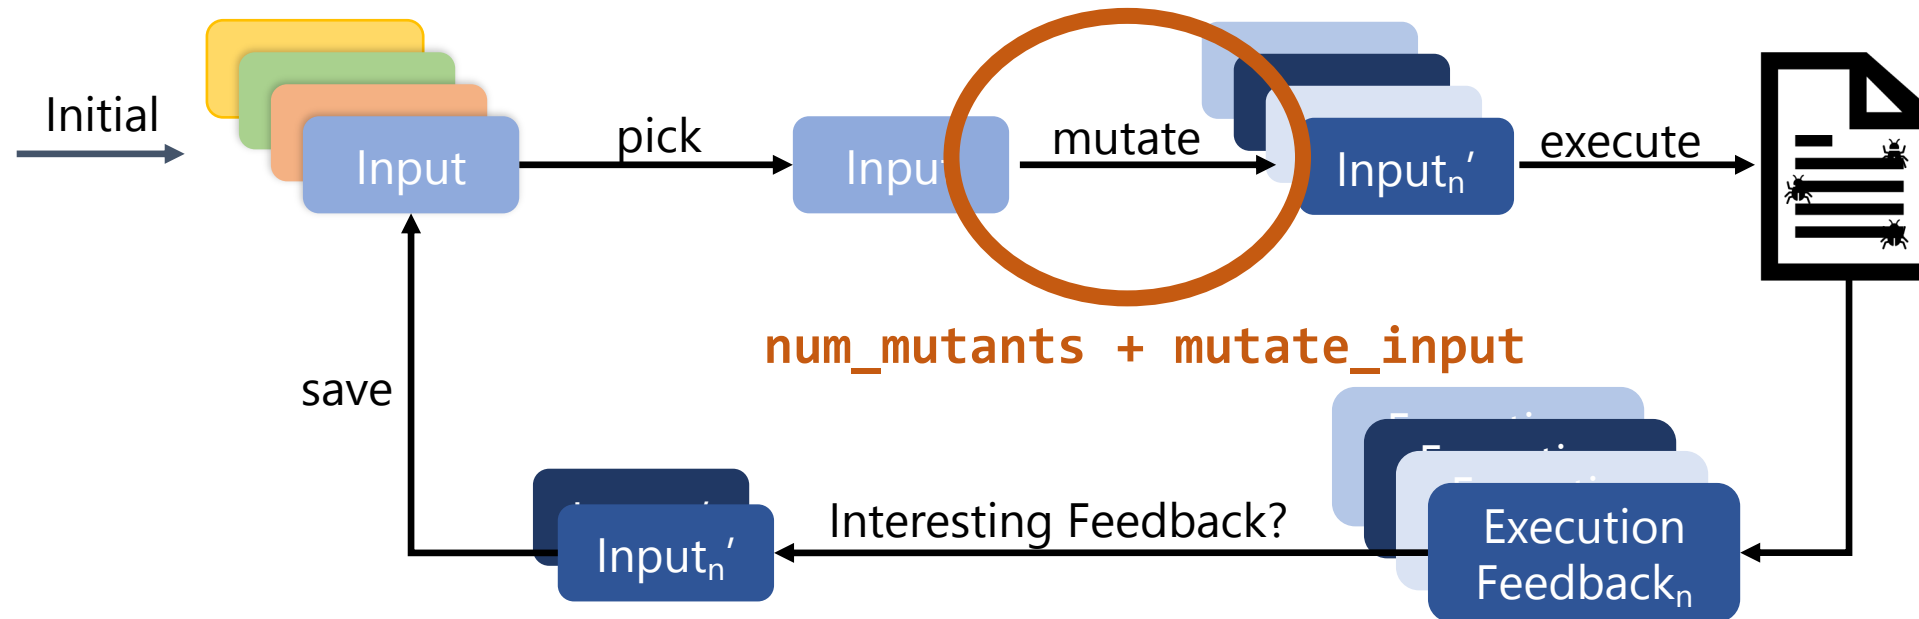 Initial
Input
pick
Input
mutate
Inputn′
execute
num_mutants + mutate_input
save
Inputn′
Interesting Feedback?
Execution
Feedbackn